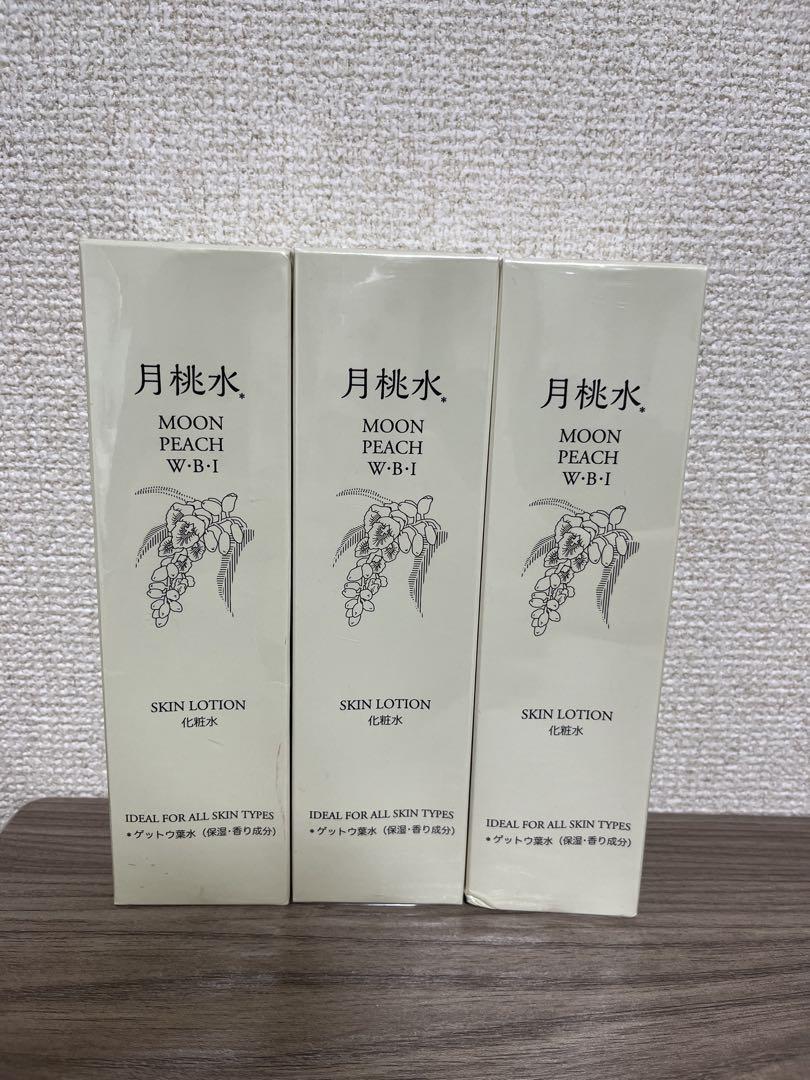 月桃水*
MOON
PEACH
W·B·I
SKIN LOTION
化粧水
IDEAL FOR ALL SKIN TYPES
*ゲットウ葉水（保湿・香り成分）
月桃水*
MOON
PEACH
W·B·I
SKIN LOTION
化粧水
IDEAL FOR ALL SKIN TYPES
*ゲットウ葉水（保湿・香り成分）
月桃水*
MOON
PEACH
W·B·I
SKIN LOTION
化粧水
IDEAL FOR ALL SKIN TYPES
*ゲットウ葉水（保湿・香り成分）